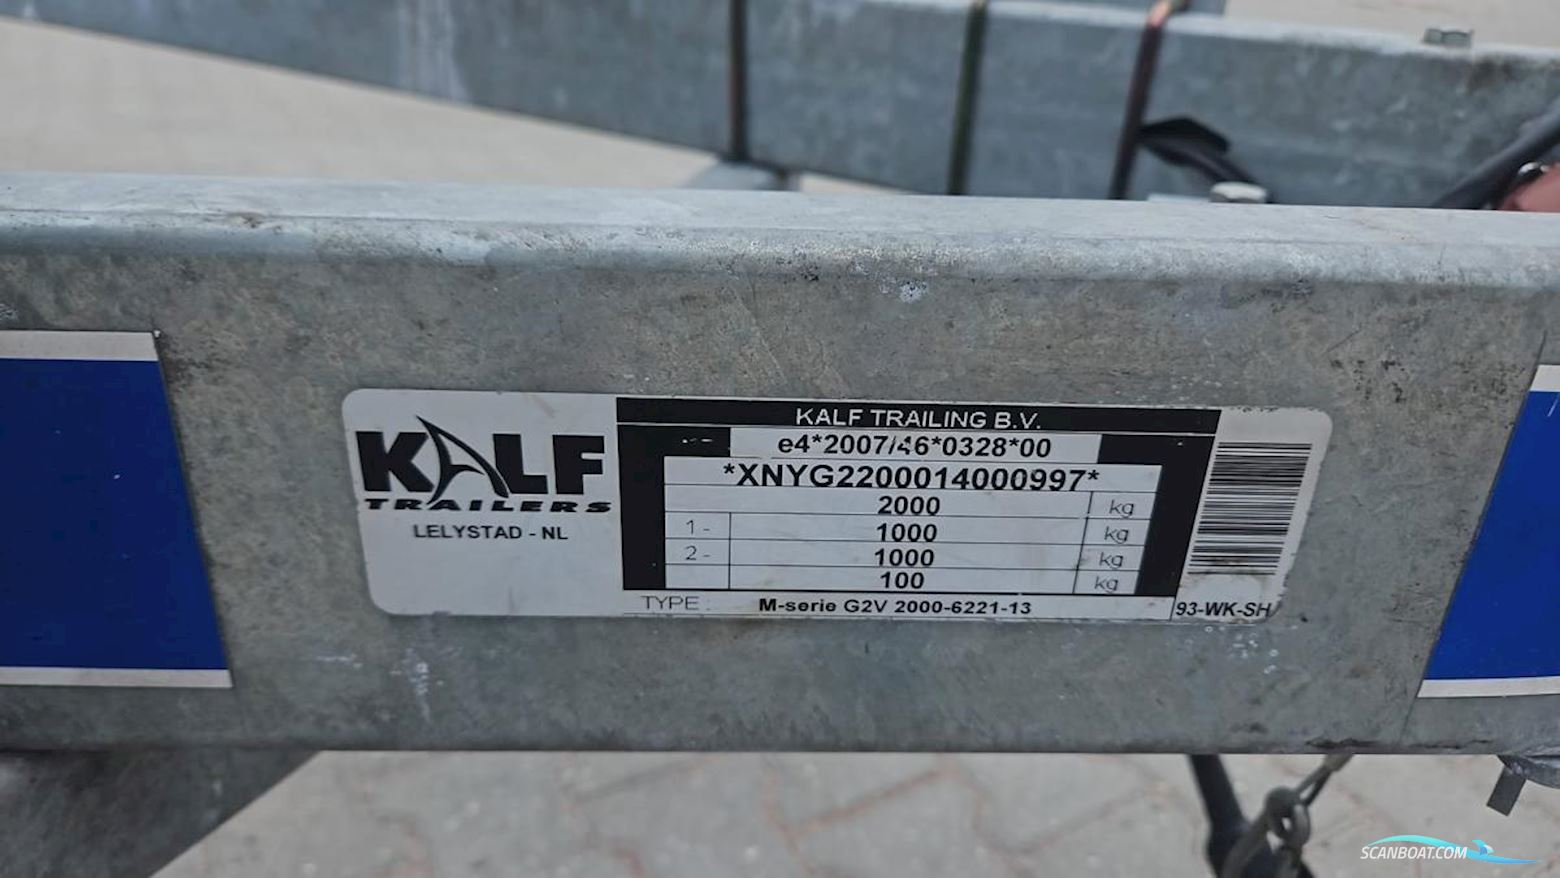 KALF
TRAILERS
LELYSTAD - NL
KALF TRAILING B.V.
e4*2007/46*0328*00
*XNYG2200014000997*
2000 kg
1 - 1000 kg
2 - 1000 kg
100 kg
TYPE : M-serie G2V 2000-6221-13
93-WK-SH
SCANBOAT.COM